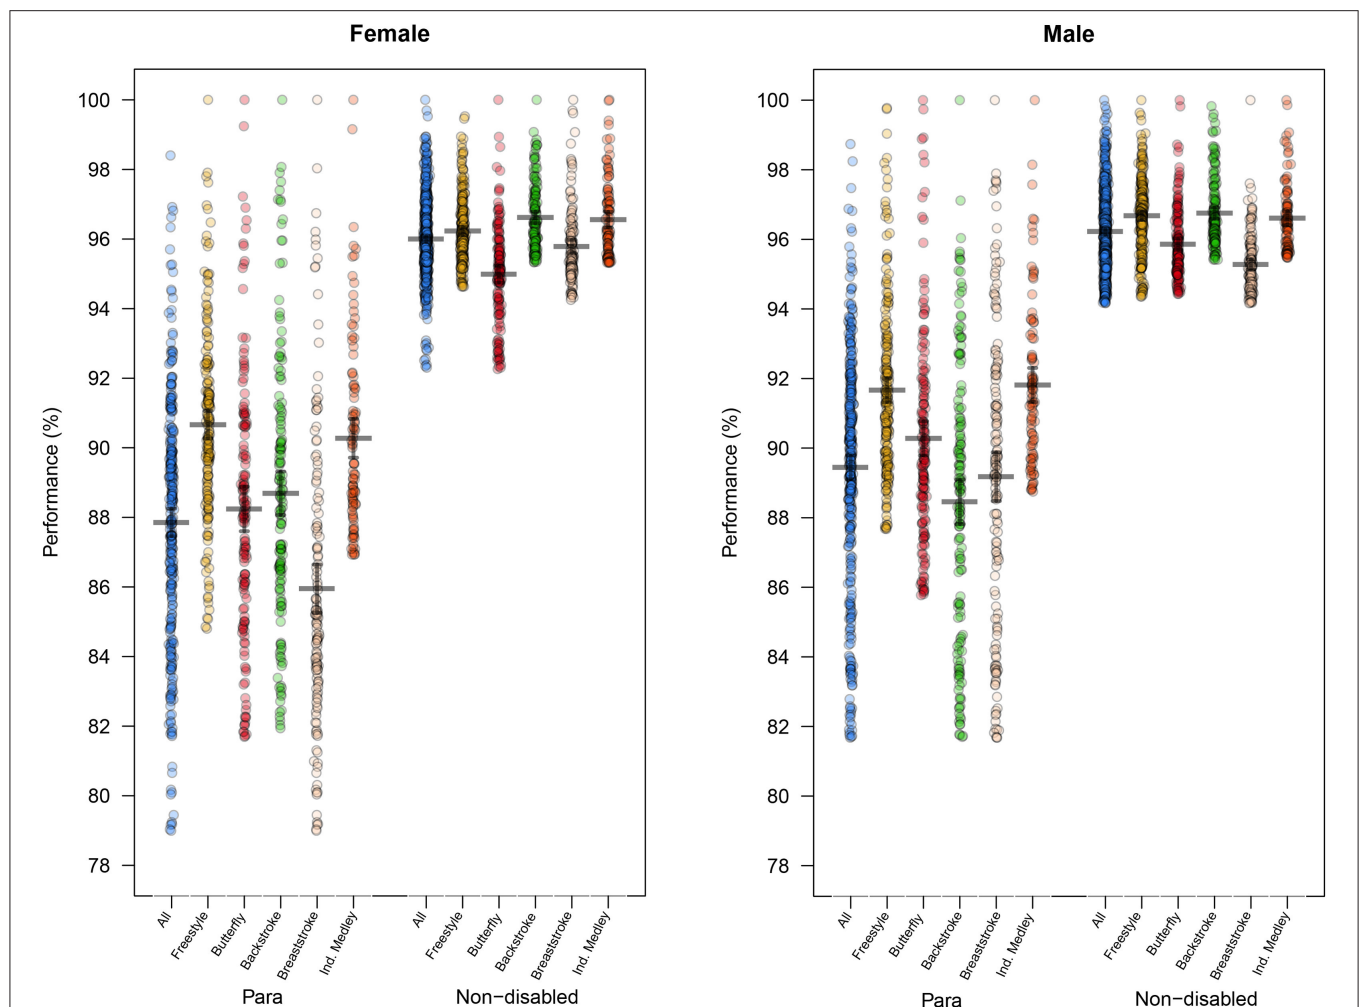 Female
Performance (%)
100
98
96
94
92
90
88
86
84
82
80
78
All
Freestyle
Butterfly
Backstroke
Breaststroke
Ind. Medley
All
Freestyle
Butterfly
Backstroke
Breaststroke
Ind. Medley
Para
Non−disabled
Male
Performance (%)
100
98
96
94
92
90
88
86
84
82
80
78
All
Freestyle
Butterfly
Backstroke
Breaststroke
Ind. Medley
All
Freestyle
Butterfly
Backstroke
Breaststroke
Ind. Medley
Para
Non−disabled